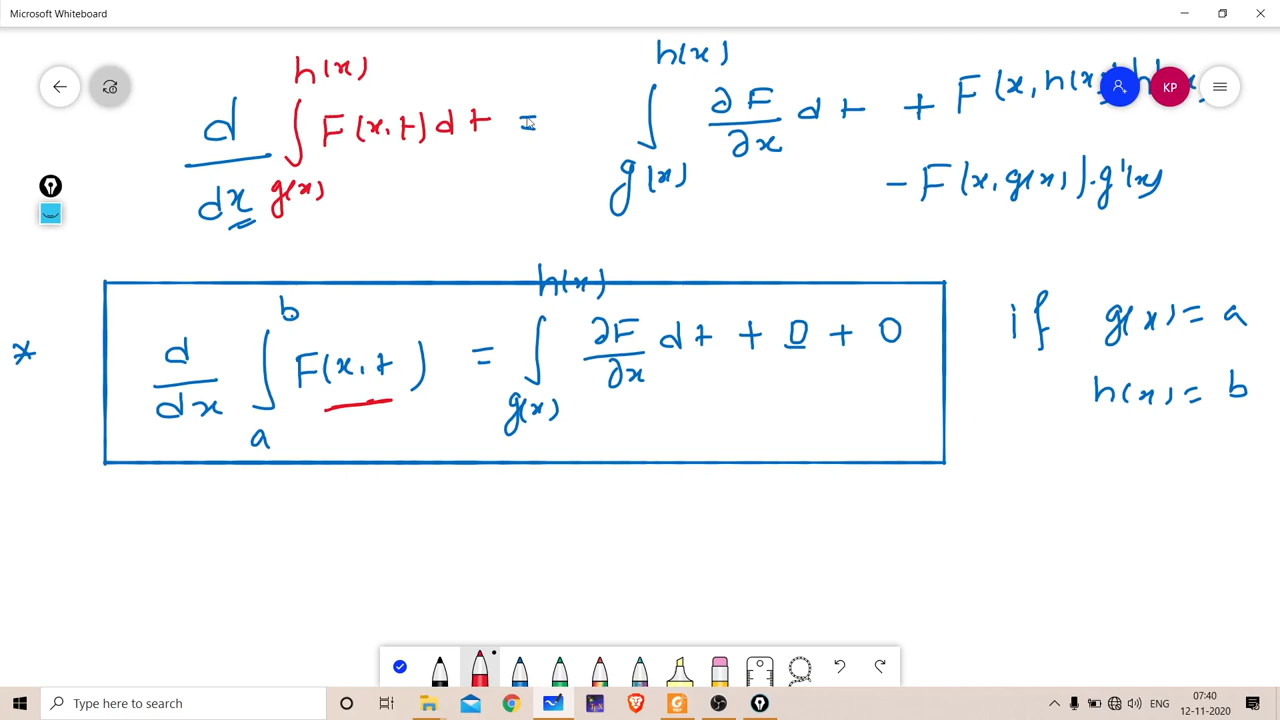 Microsoft Whiteboard
KP
d/dx ∫_{g(x)}^{h(x)} F(x,t) dt = ∫_{g(x)}^{h(x)} ∂F/∂x dt + F(x, h(x)) h'(x)
- F(x, g(x)) · g'(x)
* d/dx ∫_a^b F(x,t) = ∫_{g(x)}^{h(x)} ∂F/∂x dt + 0 + 0
if g(x) = a
h(x) = b
Type here to search
ENG
07:40
12-11-2020